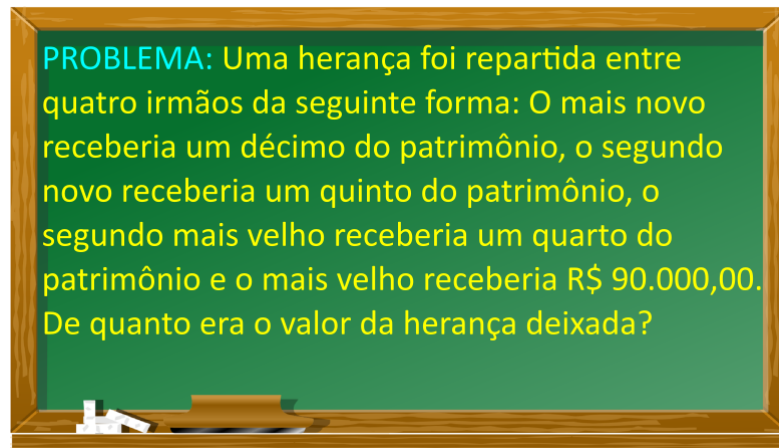 PROBLEMA: Uma herança foi repartida entre
quatro irmãos da seguinte forma: O mais novo
receberia um décimo do patrimônio, o segundo
novo receberia um quinto do patrimônio, o
segundo mais velho receberia um quarto do
patrimônio e o mais velho receberia R$ 90.000,00.
De quanto era o valor da herança deixada?